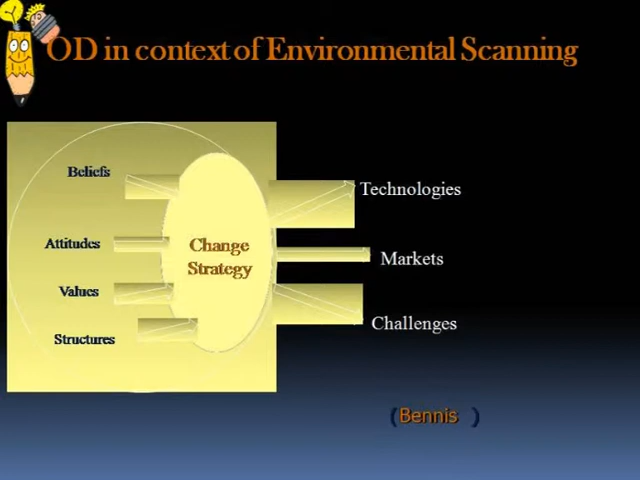 OD in context of Environmental Scanning
Beliefs
Attitudes
Values
Structures
Change
Strategy
Technologies
Markets
Challenges
(Bennis )